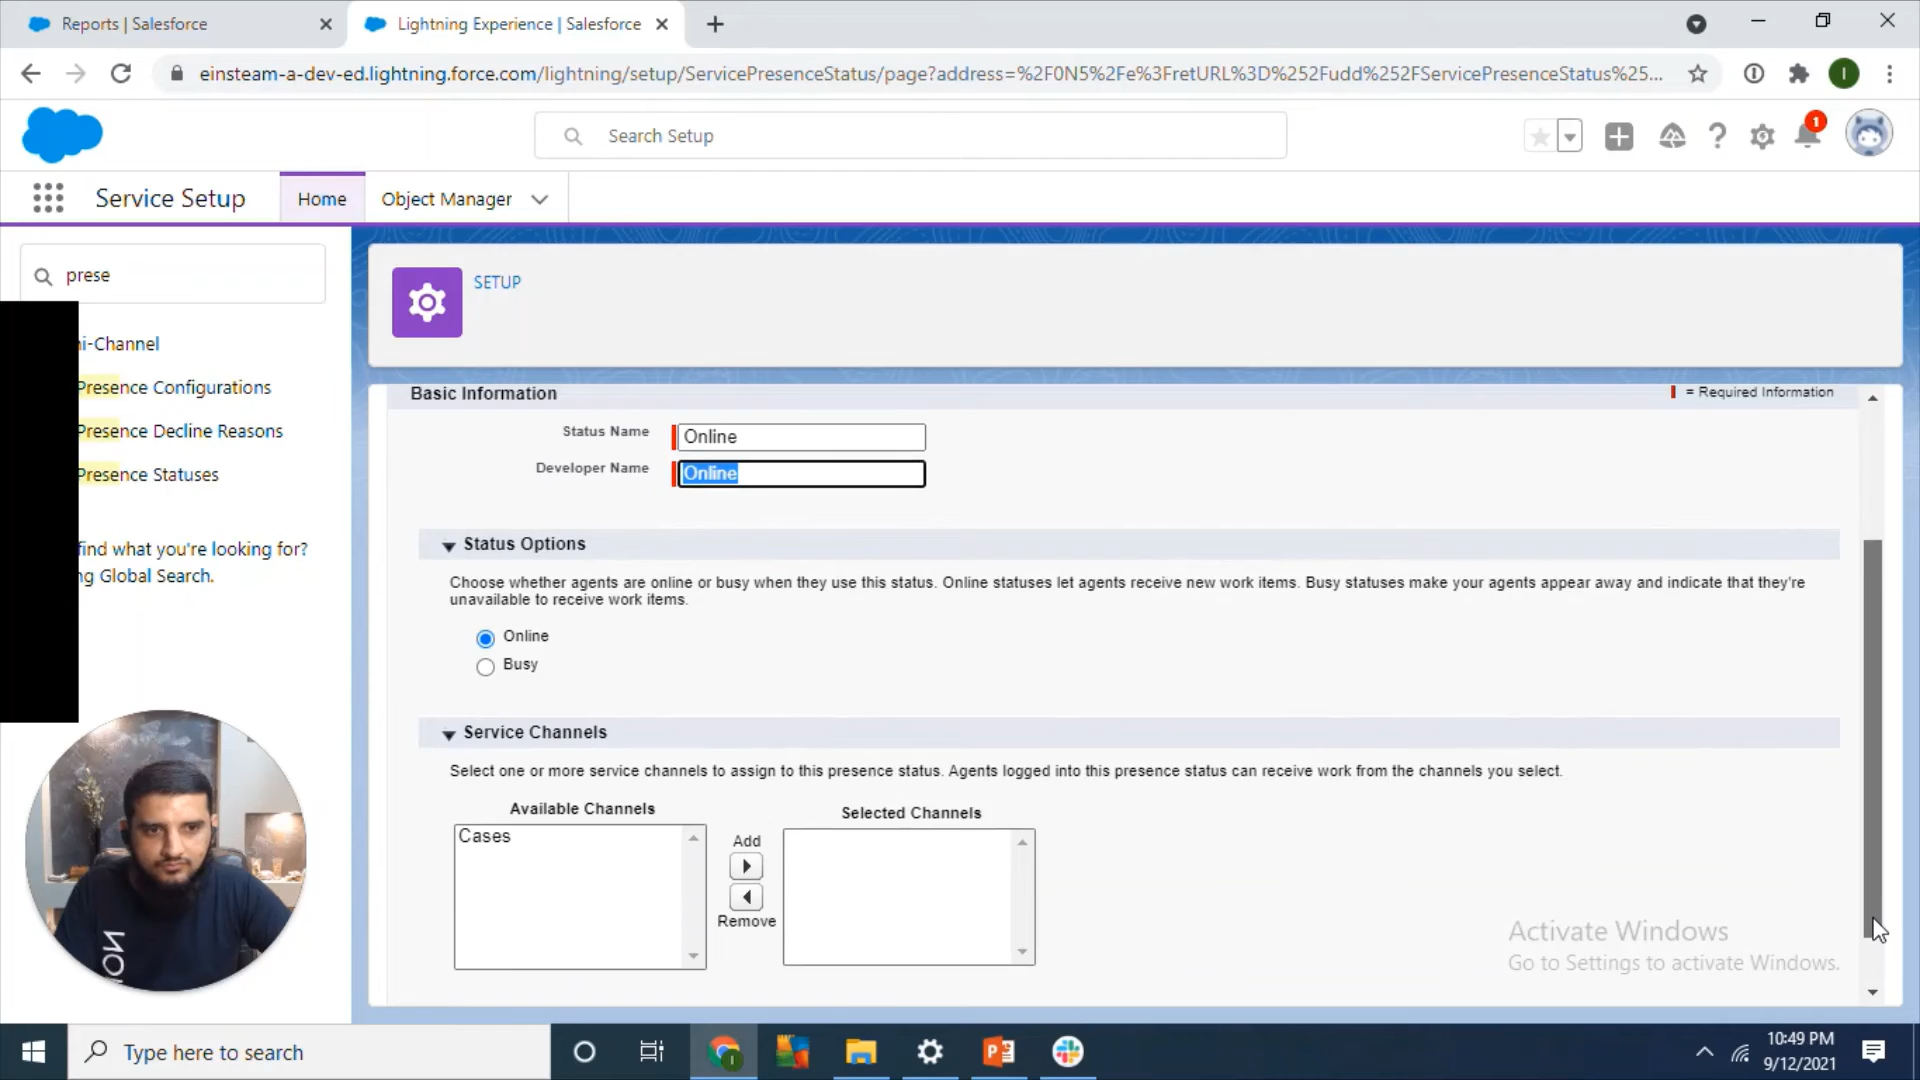 Reports | Salesforce
Lightning Experience | Salesforce
einsteam-a-dev-ed.lightning.force.com/lightning/setup/ServicePresenceStatus/page?address=%2F0N5%2Fe%3FretURL%3D%252Fudd%252FServicePresenceStatus%25...
I
Search Setup
1
Service Setup
Home
Object Manager
prese
SETUP
ni-Channel
Presence Configurations
Presence Decline Reasons
Presence Statuses
find what you're looking for?
ng Global Search.
Basic Information
= Required Information
Status Name
Online
Developer Name
Online
Status Options
Choose whether agents are online or busy when they use this status. Online statuses let agents receive new work items. Busy statuses make your agents appear away and indicate that they're
unavailable to receive work items.
Online
Busy
Service Channels
Select one or more service channels to assign to this presence status. Agents logged into this presence status can receive work from the channels you select.
Available Channels
Selected Channels
Cases
Add
Remove
Activate Windows
Go to Settings to activate Windows.
Type here to search
10:49 PM
9/12/2021